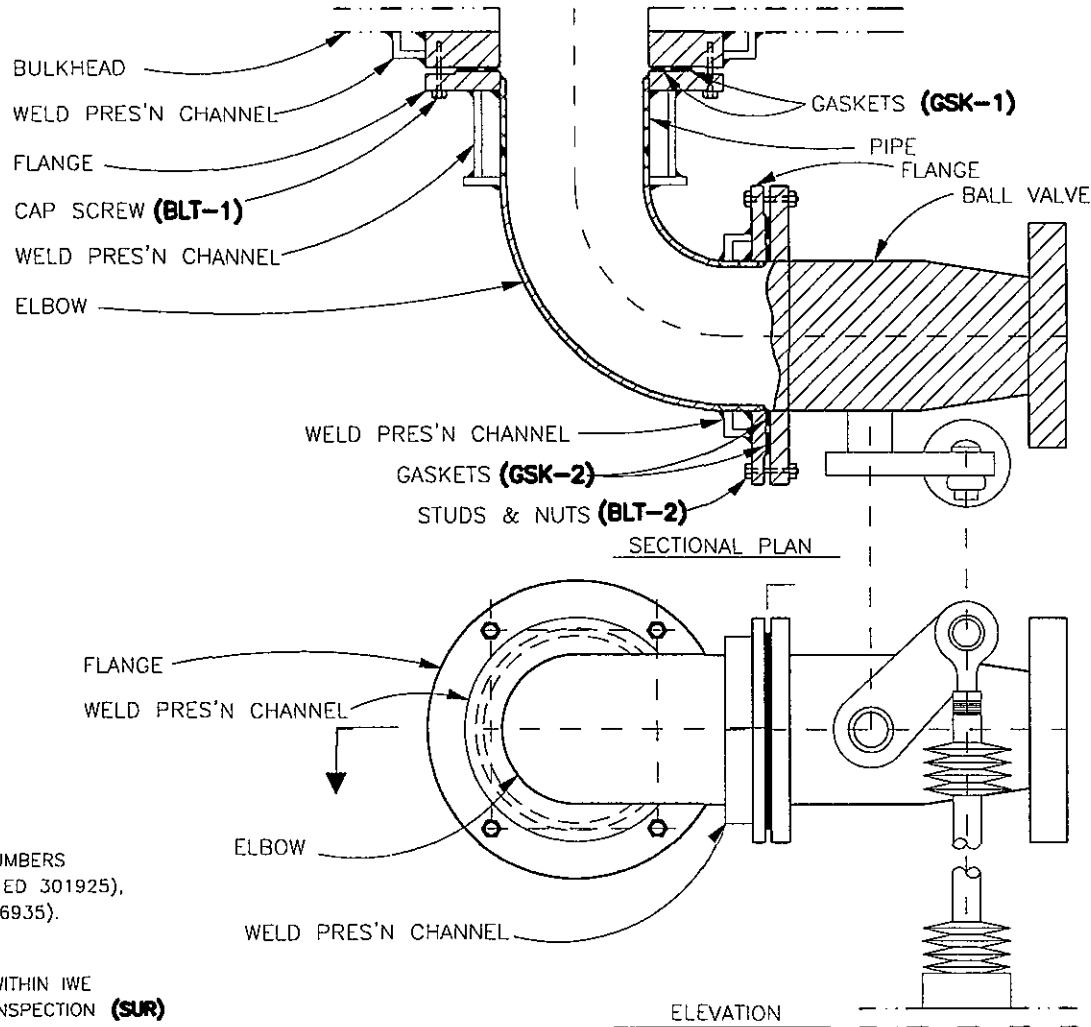 BULKHEAD
WELD PRES'N CHANNEL
FLANGE
CAP SCREW (BLT-1)
WELD PRES'N CHANNEL
ELBOW
GASKETS (GSK-1)
PIPE
FLANGE
BALL VALVE
WELD PRES'N CHANNEL
GASKETS (GSK-2)
STUDS & NUTS (BLT-2)
SECTIONAL PLAN
FLANGE
WELD PRES'N CHANNEL
ELBOW
WELD PRES'N CHANNEL
UMBERS
ED 301925),
6935).
WITHIN IWE
NSPECTION (SUR)
ELEVATION